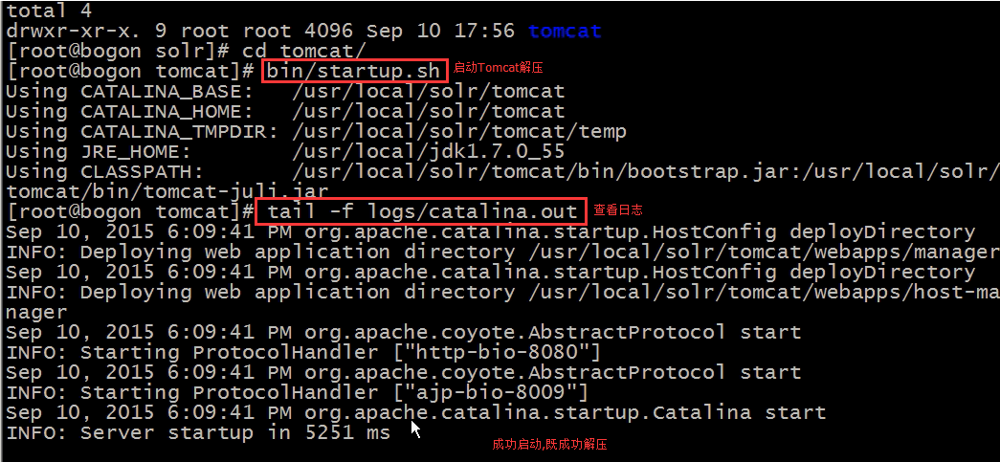 total 4
drwxr-xr-x. 9 root root 4096 Sep 10 17:56 tomcat
[root@bogon solr]# cd tomcat/
[root@bogon tomcat]# bin/startup.sh 启动Tomcat解压
Using CATALINA_BASE:   /usr/local/solr/tomcat
Using CATALINA_HOME:   /usr/local/solr/tomcat
Using CATALINA_TMPDIR: /usr/local/solr/tomcat/temp
Using JRE_HOME:        /usr/local/jdk1.7.0_55
Using CLASSPATH:       /usr/local/solr/tomcat/bin/bootstrap.jar:/usr/local/solr/
tomcat/bin/tomcat-juli.jar
[root@bogon tomcat]# tail -f logs/catalina.out 查看日志
Sep 10, 2015 6:09:41 PM org.apache.catalina.startup.HostConfig deployDirectory
INFO: Deploying web application directory /usr/local/solr/tomcat/webapps/manager
Sep 10, 2015 6:09:41 PM org.apache.catalina.startup.HostConfig deployDirectory
INFO: Deploying web application directory /usr/local/solr/tomcat/webapps/host-ma
nager
Sep 10, 2015 6:09:41 PM org.apache.coyote.AbstractProtocol start
INFO: Starting ProtocolHandler ["http-bio-8080"]
Sep 10, 2015 6:09:41 PM org.apache.coyote.AbstractProtocol start
INFO: Starting ProtocolHandler ["ajp-bio-8009"]
Sep 10, 2015 6:09:41 PM org.apache.catalina.startup.Catalina start
INFO: Server startup in 5251 ms
成功启动,既成功解压